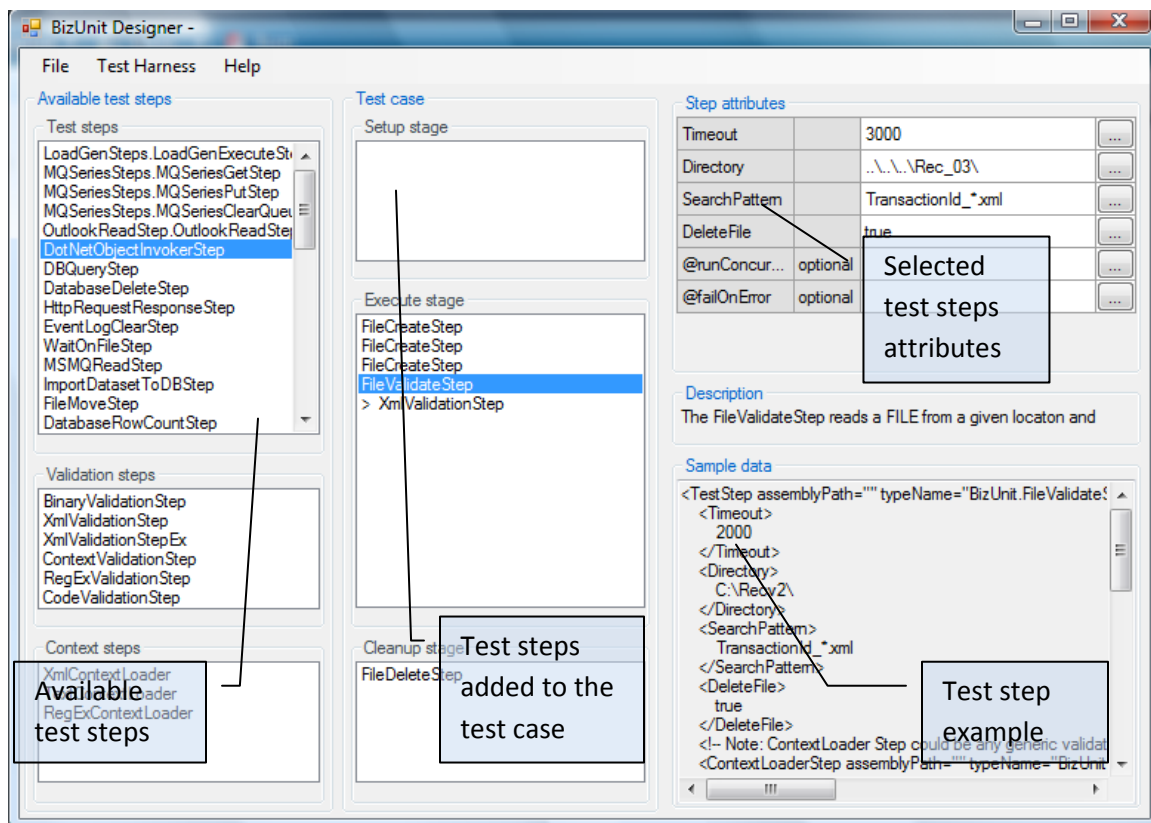 BizUnit Designer -
File Test Harness Help
Available test steps
Test steps
LoadGenSteps.LoadGenExecuteSt
MQSeriesSteps.MQSeriesGetStep
MQSeriesSteps.MQSeriesPutStep
MQSeriesSteps.MQSeriesClearQueu
OutlookReadStep.OutlookReadStep
DotNetObjectInvokerStep
DBQueryStep
DatabaseDeleteStep
HttpRequestResponseStep
EventLogClearStep
WaitOnFileStep
MSMQReadStep
ImportDatasetToDBStep
FileMoveStep
DatabaseRowCountStep
Validation steps
BinaryValidationStep
XmlValidationStep
XmlValidationStepEx
ContextValidationStep
RegExValidationStep
CodeValidationStep
Context steps
XmlContextLoader
RegExContextLoader
Available
test steps
Test case
Setup stage
Execute stage
FileCreateStep
FileCreateStep
FileCreateStep
FileValidateStep
> XmlValidationStep
Cleanup stage
FileDeleteStep
Test steps
added to the
test case
Step attributes
Timeout 3000 ...
Directory ..\..\..\Rec_03\ ...
SearchPattern TransactionId_*.xml ...
DeleteFile true ...
@runConcur... optional ...
@failOnError optional ...
Selected
test steps
attributes
Description
The FileValidateStep reads a FILE from a given locaton and
Sample data
<TestStep assemblyPath="" typeName="BizUnit.FileValidateS
<Timeout>
2000
</Timeout>
<Directory>
C:\Recv2\
</Directory>
<SearchPattern>
TransactionId_*.xml
</SearchPattern>
<DeleteFile>
true
</DeleteFile>
<!-- Note: ContextLoader Step could be any generic validat
<ContextLoaderStep assemblyPath="" typeName="BizUnit
Test step
example